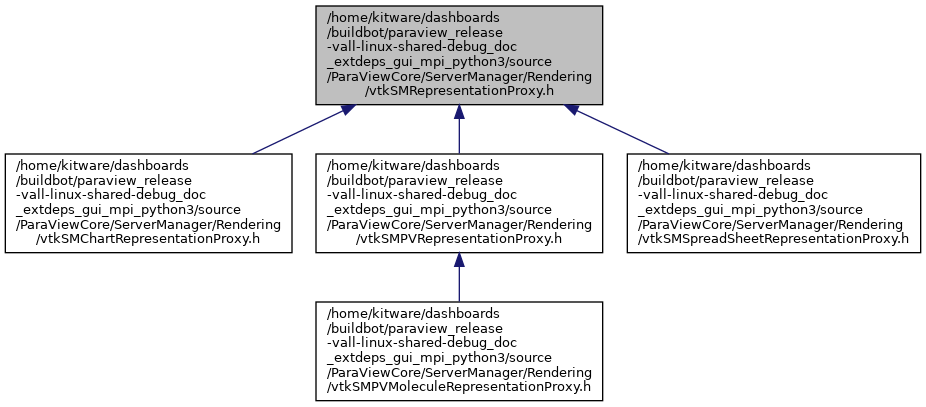 /home/kitware/dashboards
/buildbot/paraview_release
-vall-linux-shared-debug_doc
_extdeps_gui_mpi_python3/source
/ParaViewCore/ServerManager/Rendering
/vtkSMRepresentationProxy.h
/home/kitware/dashboards
/buildbot/paraview_release
-vall-linux-shared-debug_doc
_extdeps_gui_mpi_python3/source
/ParaViewCore/ServerManager/Rendering
/vtkSMChartRepresentationProxy.h
/home/kitware/dashboards
/buildbot/paraview_release
-vall-linux-shared-debug_doc
_extdeps_gui_mpi_python3/source
/ParaViewCore/ServerManager/Rendering
/vtkSMPVRepresentationProxy.h
/home/kitware/dashboards
/buildbot/paraview_release
-vall-linux-shared-debug_doc
_extdeps_gui_mpi_python3/source
/ParaViewCore/ServerManager/Rendering
/vtkSMSpreadSheetRepresentationProxy.h
/home/kitware/dashboards
/buildbot/paraview_release
-vall-linux-shared-debug_doc
_extdeps_gui_mpi_python3/source
/ParaViewCore/ServerManager/Rendering
/vtkSMPVMoleculeRepresentationProxy.h